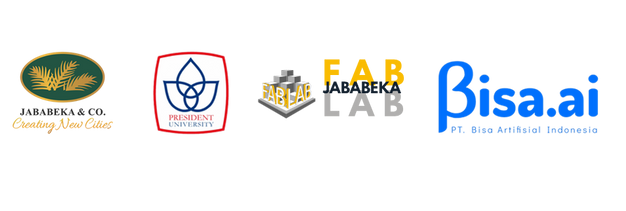 JABABEKA & CO.
Creating New Cities
PRESIDENT
UNIVERSITY
FAB LAB
FAB
JABABEKA
LAB
Bisa.ai
PT. Bisa Artifisial Indonesia